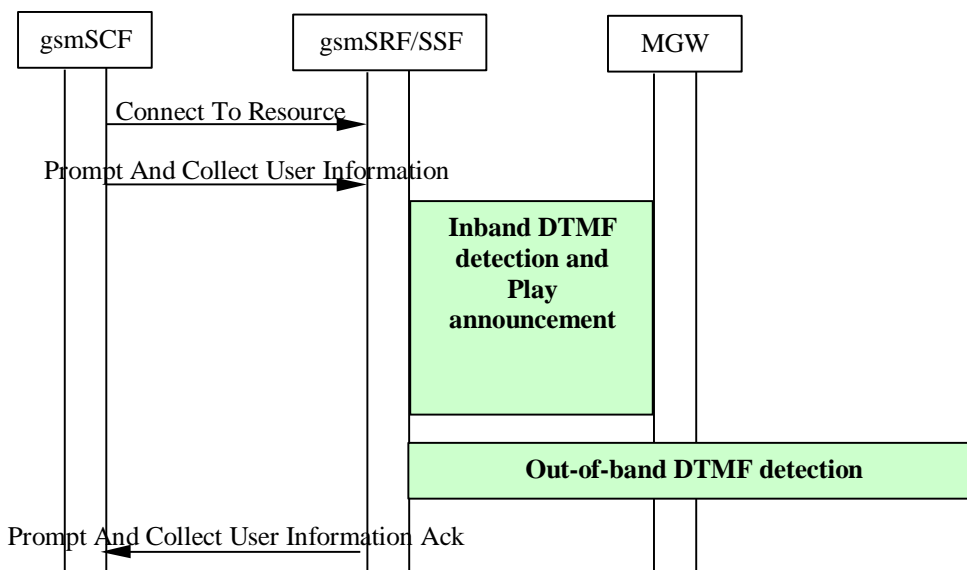 gsmSCF
gsmSRF/SSF
MGW
Connect To Resource
Prompt And Collect User Information
Inband DTMF
detection and
Play
announcement
Out-of-band DTMF detection
Prompt And Collect User Information Ack